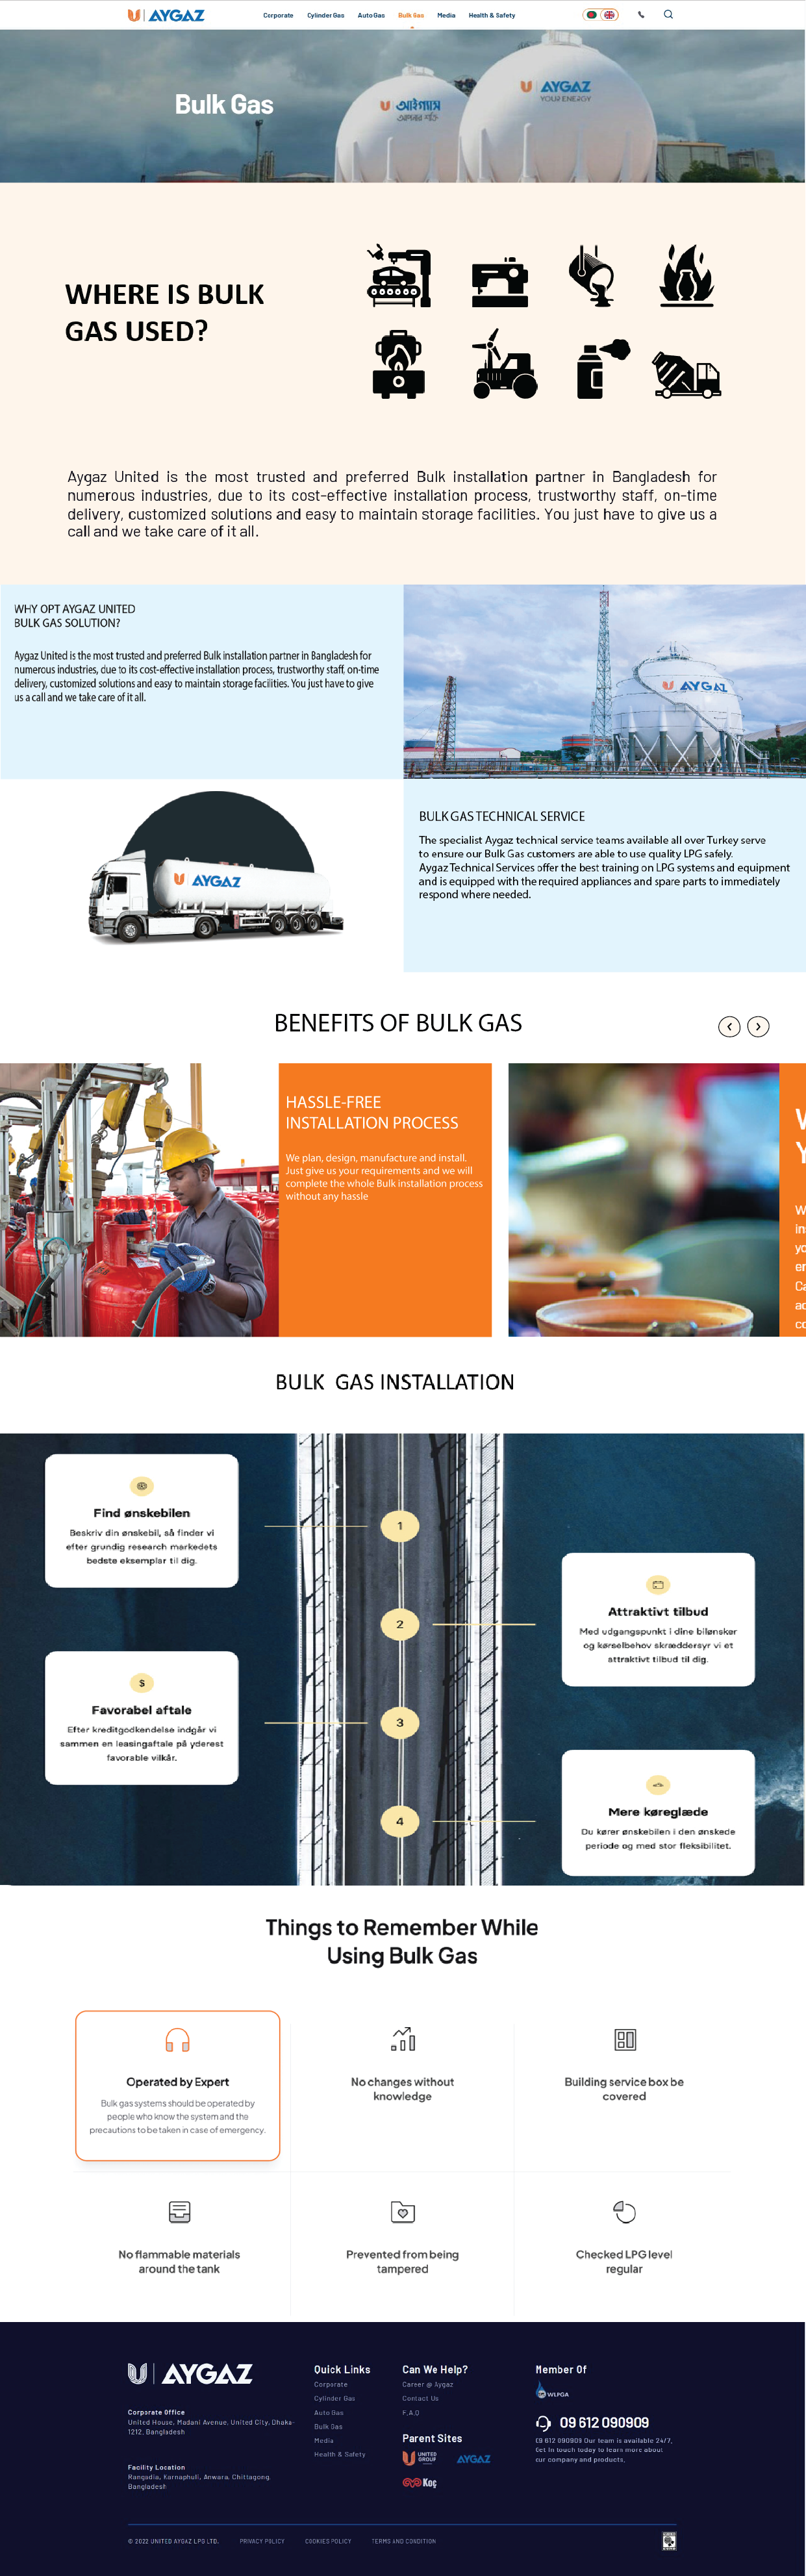 AYGAZ
Corporate
Cylinder Gas
Auto Gas
Bulk Gas
Media
Health & Safety
Bulk Gas
আইগ্যাস
AYGAZ
YOUR ENERGY
WHERE IS BULK
GAS USED?
Aygaz United is the most trusted and preferred Bulk installation partner in Bangladesh for
numerous industries, due to its cost-effective installation process, trustworthy staff, on-time
delivery, customized solutions and easy to maintain storage facilities. You just have to give us a
call and we take care of it all.
WHY OPT AYGAZ UNITED
BULK GAS SOLUTION?
Aygaz United is the most trusted and preferred Bulk installation partner in Bangladesh for
numerous industries, due to its cost-effective installation process, trustworthy staff, on-time
delivery, customized solutions and easy to maintain storage facilities. You just have to give
us a call and we take care of it all.
AYGAZ
AYGAZ
BULK GAS TECHNICAL SERVICE
The specialist Aygaz technical service teams available all over Turkey serve
to ensure our Bulk Gas customers are able to use quality LPG safely.
Aygaz Technical Services offer the best training on LPG systems and equipment
and is equipped with the required appliances and spare parts to immediately
respond where needed.
BENEFITS OF BULK GAS
HASSLE-FREE
INSTALLATION PROCESS
We plan, design, manufacture and install.
Just give us your requirements and we will
complete the whole Bulk installation process
without any hassle
BULK GAS INSTALLATION
Find ønskebilen
Beskriv din ønskebil, så finder vi
efter grundig research markedets
bedste eksemplar til dig.
1
2
Attraktivt tilbud
Med udgangspunkt i dine bilønsker
og kørselbehov skræddersyr vi et
attraktivt tilbud til dig.
$
Favorabel aftale
Efter kreditgodkendelse indgår vi
sammen en leasingaftale på yderest
favorable vilkår.
3
4
Mere køreglæde
Du kører ønskebilen i den ønskede
periode og med stor fleksibilitet.
Things to Remember While
Using Bulk Gas
Operated by Expert
Bulk gas systems should be operated by
people who know the system and the
precautions to be taken in case of emergency.
No changes without
knowledge
Building service box be
covered
No flammable materials
around the tank
Prevented from being
tampered
Checked LPG level
regular
AYGAZ
Corporate Office
United House, Madani Avenue, United City, Dhaka-
1212, Bangladesh
Facility Location
Rangadia, Karnaphuli, Anwara, Chittagong
Bangladesh
Quick Links
Corporate
Cylinder Gas
Auto Gas
Bulk Gas
Media
Health & Safety
Can We Help?
Career @ Aygaz
Contact Us
F.A.Q
Parent Sites
UNITED
GROUP
AYGAZ
Koç
Member Of
WLPGA
09 612 090909
09 612 090909 Our team is available 24/7.
Get in touch today to learn more about
our company and products.
© 2022 UNITED AYGAZ LPG LTD.
PRIVACY POLICY
COOKIES POLICY
TERMS AND CONDITION